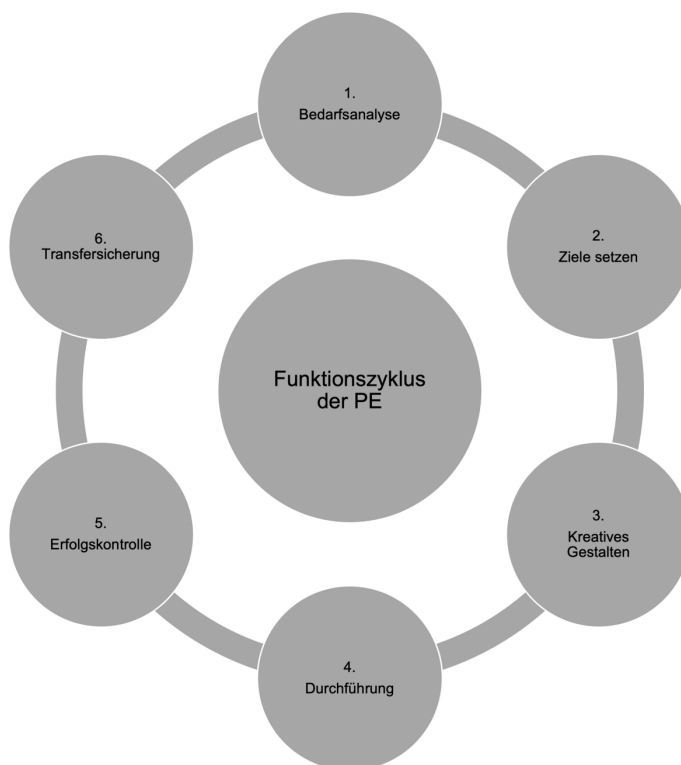 1.
Bedarfsanalyse
2.
Ziele setzen
3.
Kreatives
Gestalten
4.
Durchführung
5.
Erfolgskontrolle
6.
Transfersicherung
Funktionszyklus
der PE